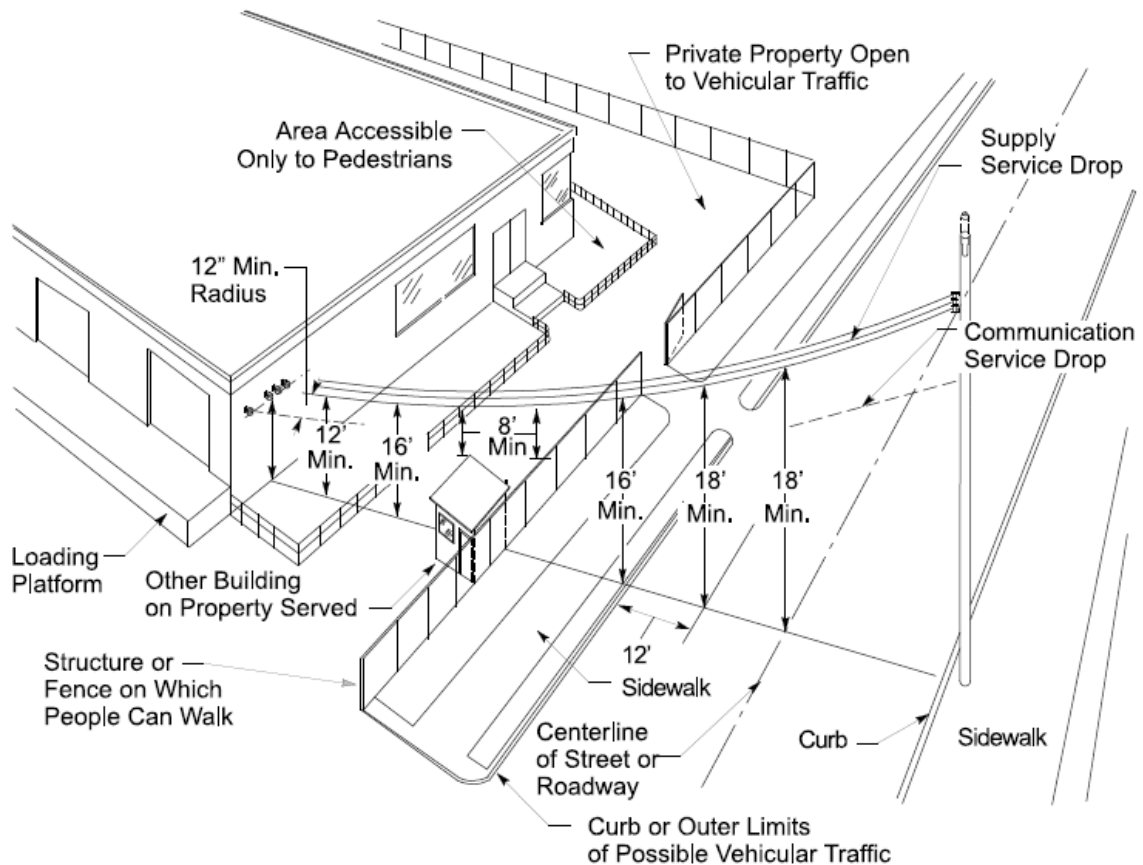 Private Property Open
to Vehicular Traffic
Area Accessible
Only to Pedestrians
Supply
Service Drop
12” Min.
Radius
Communication
Service Drop
12’
Min.
16’
Min.
8’
Min
16’
Min.
18’
Min.
18’
Min.
Loading
Platform
Other Building
on Property Served
12’
Sidewalk
Structure or
Fence on Which
People Can Walk
Centerline
of Street or
Roadway
Curb
Sidewalk
Curb or Outer Limits
of Possible Vehicular Traffic